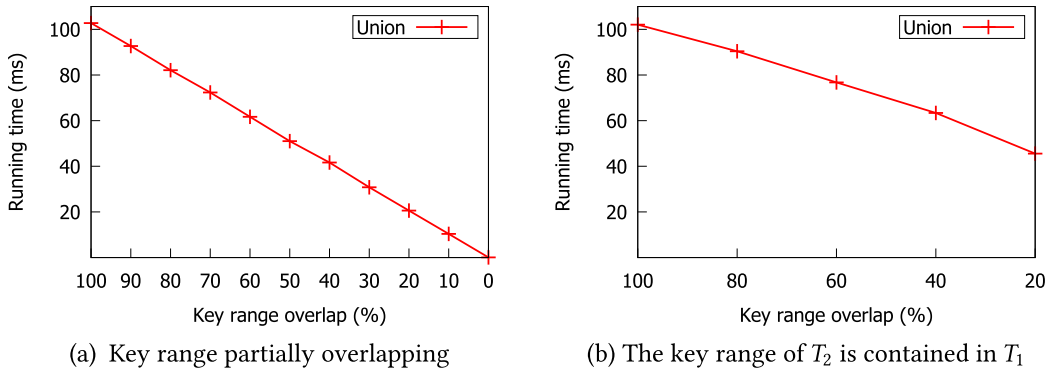 Union
100
80
60
40
20
Running time (ms)
100 90 80 70 60 50 40 30 20 10 0
Key range overlap (%)
(a) Key range partially overlapping
Union
100
80
60
40
20
Running time (ms)
100 80 60 40 20
Key range overlap (%)
(b) The key range of T₂ is contained in T₁